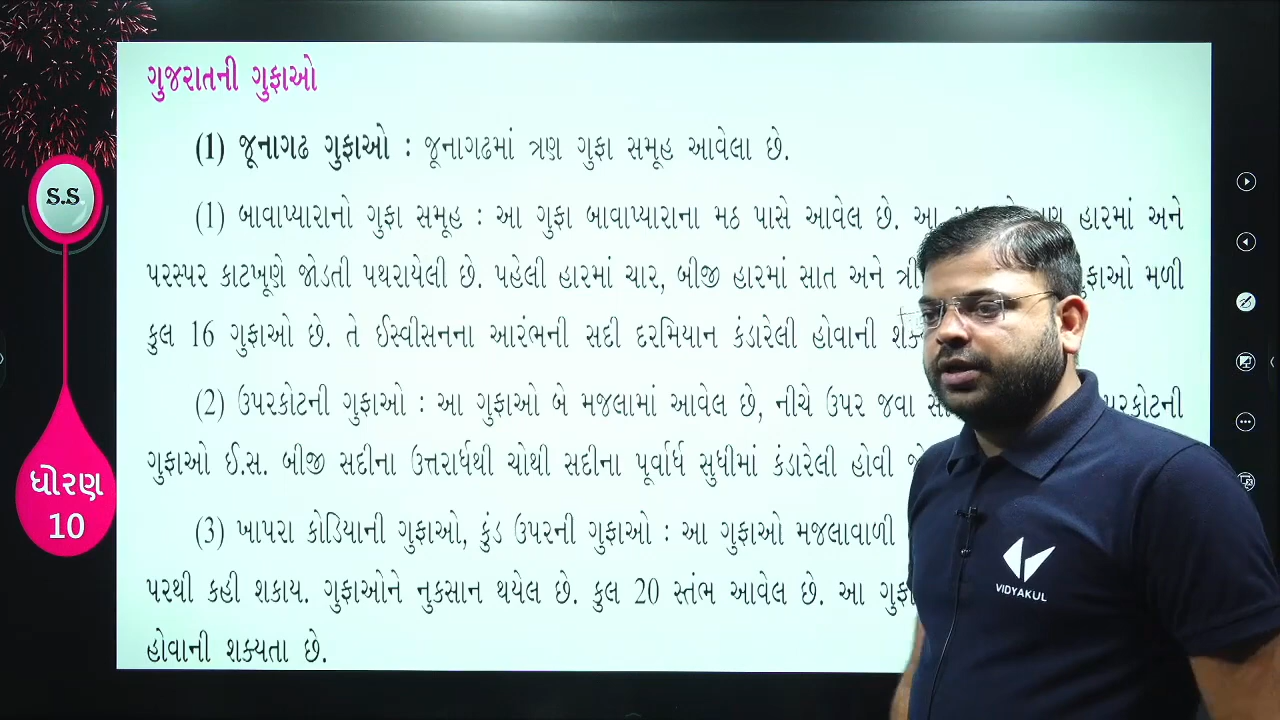 ગુજરાતની ગુફાઓ
(1) જૂનાગઢ ગુફાઓ : જૂનાગઢમાં ત્રણ ગુફા સમૂહ આવેલા છે.
(1) બાવાપ્યારાનો ગુફા સમૂહ : આ ગુફા બાવાપ્યારાના મઠ પાસે આવેલ છે. આ હારમાં અને
પરસ્પર કાટખૂણે જોડતી પથરાયેલી છે. પહેલી હારમાં ચાર, બીજી હારમાં સાત અને મળી
કુલ 16 ગુફાઓ છે. તે ઈસ્વીસનના આરંભની સદી દરમિયાન કંડારેલી હોવાની
(2) ઉપરકોટની ગુફાઓ : આ ગુફાઓ બે મજલામાં આવેલ છે, નીચે ઉપર જવા
ગુફાઓ ઈ.સ. બીજી સદીના ઉત્તરાર્ધથી ચોથી સદીના પૂર્વાર્ધ સુધીમાં કંડારેલી હોવી
(3) ખાપરા કોડિયાની ગુફાઓ, કુંડ ઉપરની ગુફાઓ : આ ગુફાઓ મજલાવાળી
પરથી કહી શકાય. ગુફાઓને નુકસાન થયેલ છે. કુલ 20 સ્તંભ આવેલ છે. આ
હોવાની શક્યતા છે.
S.S
ધોરણ
10
VIDYAKUL